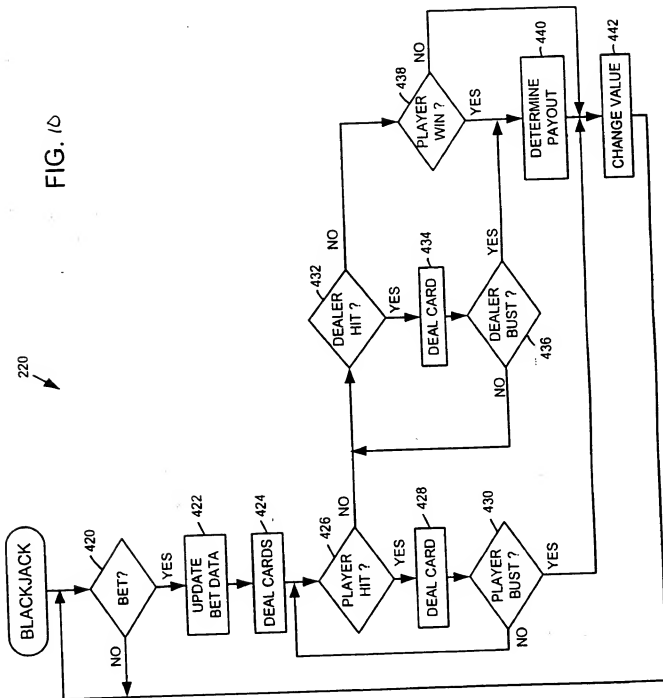 FIG. 10
220
BLACKJACK
420
BET?
NO
YES
422
UPDATE
BET DATA
424
DEAL CARDS
426
PLAYER
HIT ?
NO
YES
428
DEAL CARD
430
PLAYER
BUST ?
NO
YES
432
DEALER
HIT ?
NO
YES
434
DEAL CARD
DEALER
BUST ?
436
NO
YES
438
PLAYER
WIN ?
NO
YES
440
DETERMINE
PAYOUT
442
CHANGE VALUE